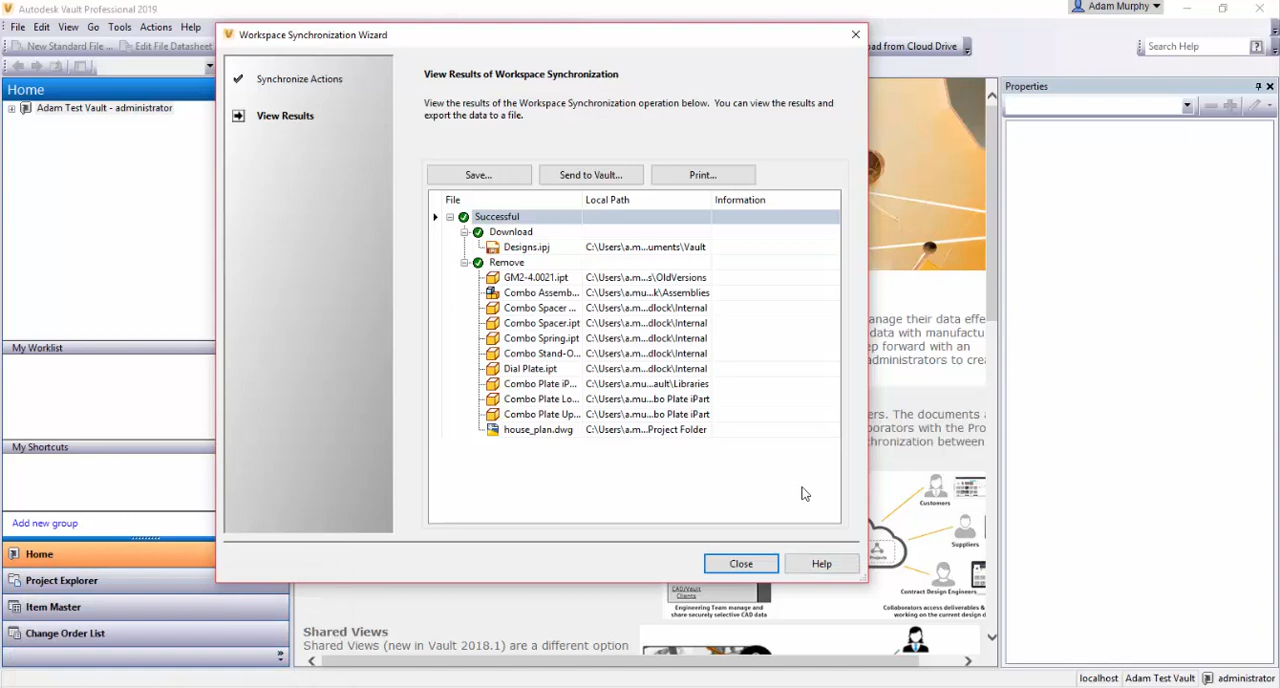 Autodesk Vault Professional 2019
Adam Murphy
File Edit View Go Tools Actions Help
New Standard File ... Edit File Datasheet
Workspace Synchronization Wizard
oad from Cloud Drive
Search Help
Home
Adam Test Vault - administrator
Synchronize Actions
View Results
View Results of Workspace Synchronization
View the results of the Workspace Synchronization operation below. You can view the results and
export the data to a file.
Save... Send to Vault... Print...
File Local Path Information
Successful
Download
Designs.ipj C:\Users\a.m...uments\Vault
Remove
GM2-4.0021.ipt C:\Users\a.m...s\OldVersions
Combo Assemb... C:\Users\a.mu...k\Assemblies
Combo Spacer ... C:\Users\a.m...dlock\Internal
Combo Spacer.ipt C:\Users\a.m...dlock\Internal
Combo Spring.ipt C:\Users\a.m...dlock\Internal
Combo Stand-O... C:\Users\a.m...dlock\Internal
Dial Plate.ipt C:\Users\a.m...dlock\Internal
Combo Plate iP... C:\Users\a.mu...ault\Libraries
Combo Plate Lo... C:\Users\a.mu...bo Plate iPart
Combo Plate Up... C:\Users\a.mu...bo Plate iPart
house_plan.dwg C:\Users\a.m...Project Folder
Close Help
Properties
My Worklist
My Shortcuts
Add new group
Home
Project Explorer
Item Master
Change Order List
anage their data effe
data with manufactu
ep forward with an
administrators to crea
ers. The documents a
orators with the Proj
chronization between
Customers
Suppliers
Projects
Contract Design Engineers
CAD/Vault
Clients
Engineering Team manage and
share securely selective CAD data
Collaborators access deliverables &
working on the current design d
Shared Views
Shared Views (new in Vault 2018.1) are a different option
localhost Adam Test Vault administrator